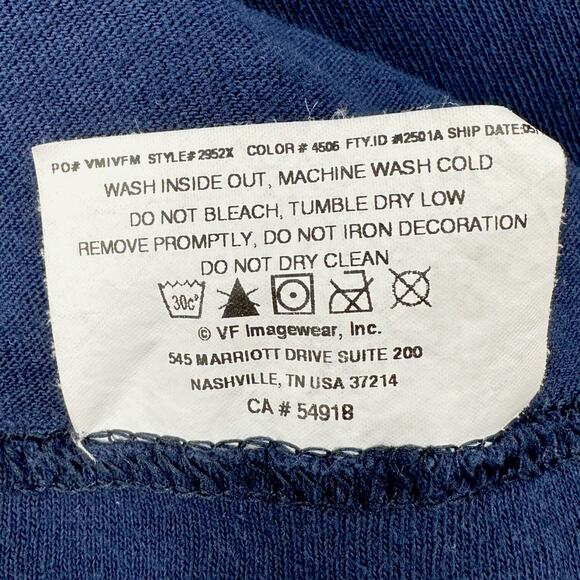 PO# VMIVFM STYLE# 2952X COLOR # 4506 FTY.ID #12501A SHIP DATE:
WASH INSIDE OUT, MACHINE WASH COLD
DO NOT BLEACH, TUMBLE DRY LOW
REMOVE PROMPTLY, DO NOT IRON DECORATION
DO NOT DRY CLEAN
30c°
© VF Imagewear, Inc.
545 MARRIOTT DRIVE SUITE 200
NASHVILLE, TN USA 37214
CA # 54918